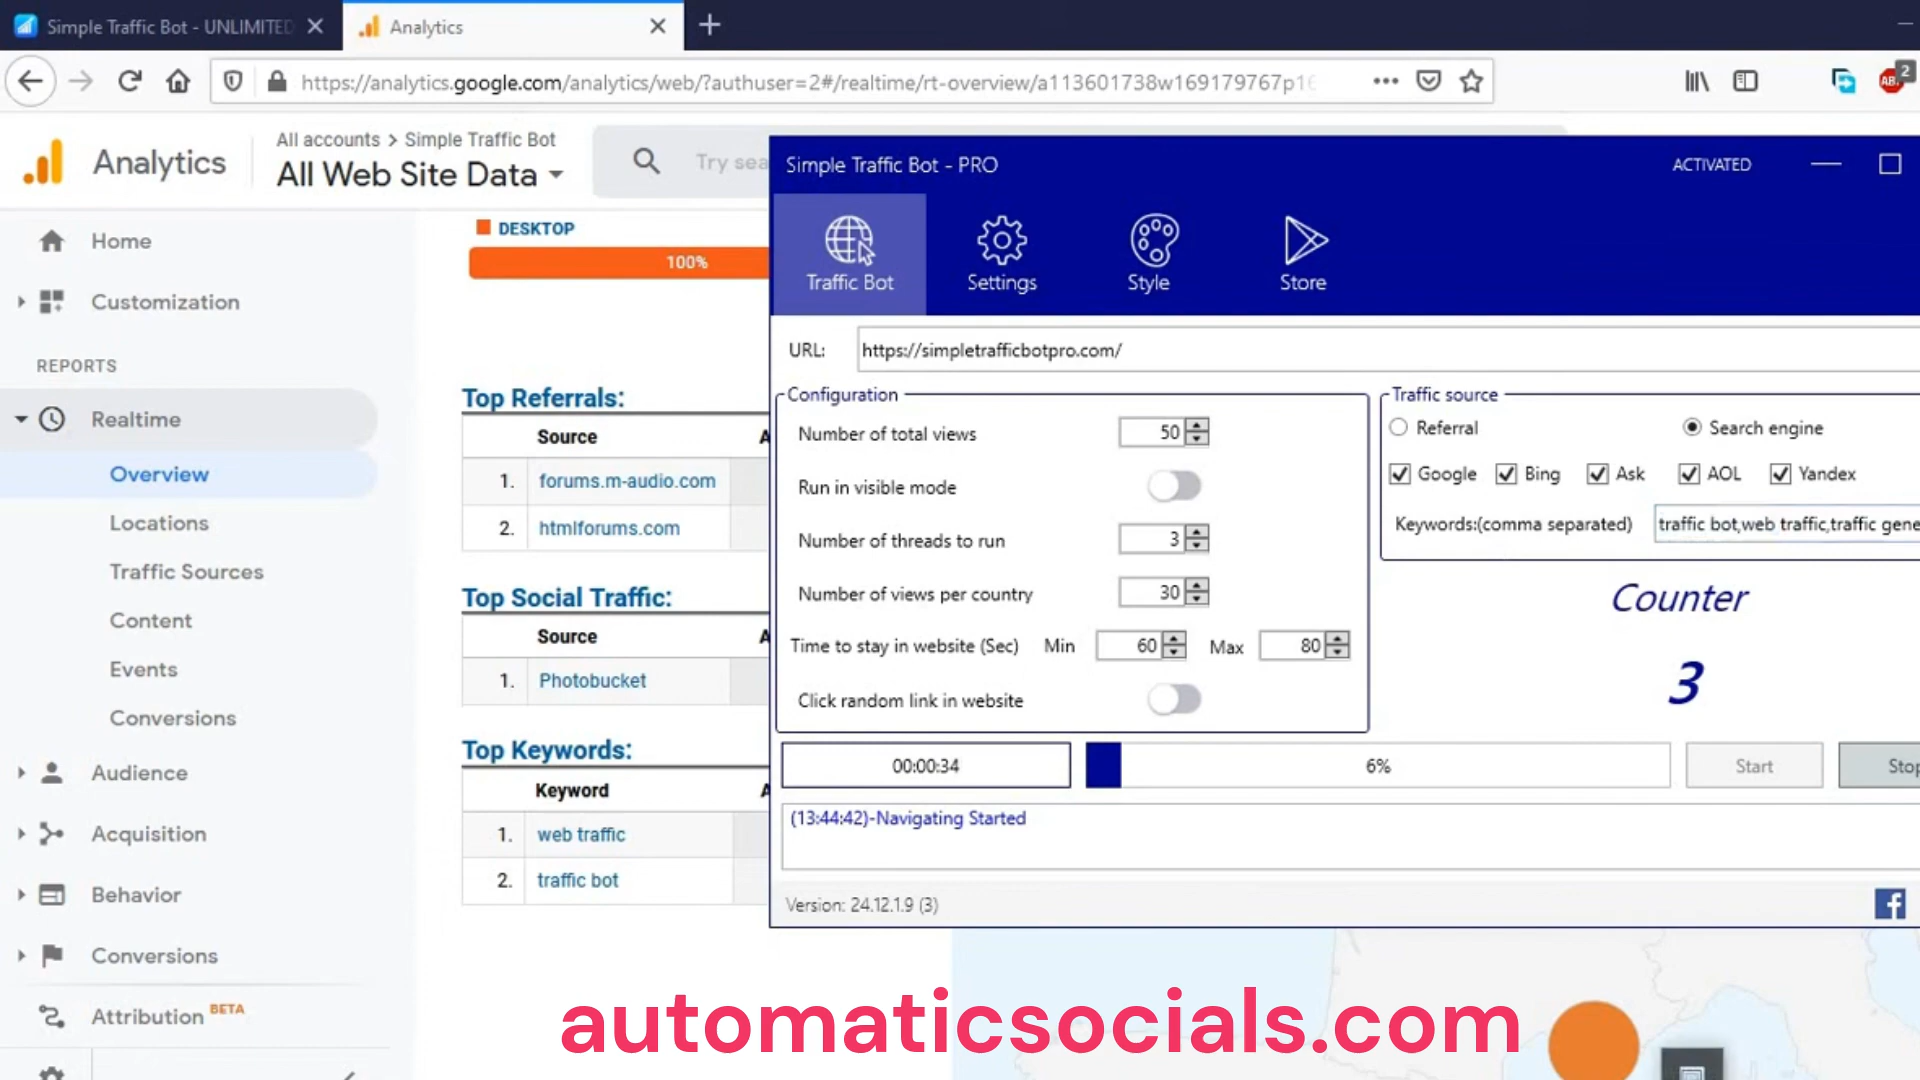 Simple Traffic Bot - UNLIMITED
Analytics
https://analytics.google.com/analytics/web/?authuser=2#/realtime/rt-overview/a113601738w169179767p16
ABP
2
Analytics
All accounts > Simple Traffic Bot
All Web Site Data
Try sea
Home
Customization
REPORTS
Realtime
Overview
Locations
Traffic Sources
Content
Events
Conversions
Audience
Acquisition
Behavior
Conversions
Attribution BETA
DESKTOP
100%
Top Referrals:
Source A
1. forums.m-audio.com
2. htmlforums.com
Top Social Traffic:
Source A
1. Photobucket
Top Keywords:
Keyword A
1. web traffic
2. traffic bot
Simple Traffic Bot - PRO
ACTIVATED
Traffic Bot
Settings
Style
Store
URL: https://simpletrafficbotpro.com/
Configuration
Number of total views 50
Run in visible mode
Number of threads to run 3
Number of views per country 30
Time to stay in website (Sec) Min 60 Max 80
Click random link in website
Traffic source
Referral Search engine
Google Bing Ask AOL Yandex
Keywords:(comma separated) traffic bot,web traffic,traffic gene
Counter
3
00:00:34
6%
Start
Stop
(13:44:42)-Navigating Started
Version: 24.12.1.9 (3)
automaticsocials.com